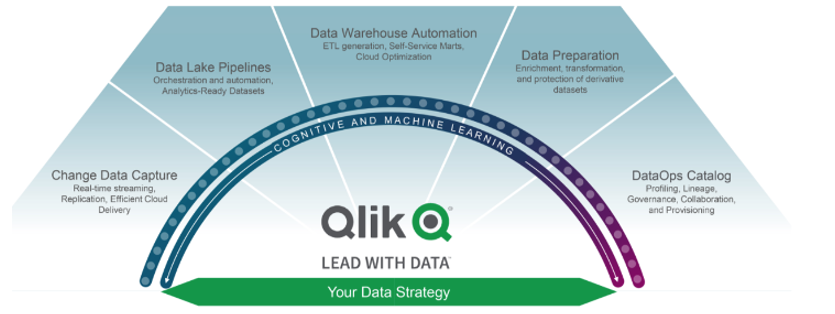 Data Warehouse Automation
ETL generation, Self-Service Marts,
Cloud Optimization
Data Lake Pipelines
Orchestration and automation,
Analytics-Ready Datasets
Data Preparation
Enrichment, transformation,
and protection of derivative
datasets
COGNITIVE AND MACHINE LEARNING
Change Data Capture
Real-time streaming,
Replication, Efficient Cloud
Delivery
DataOps Catalog
Profiling, Lineage,
Governance, Collaboration,
and Provisioning
Qlik
LEAD WITH DATA
Your Data Strategy